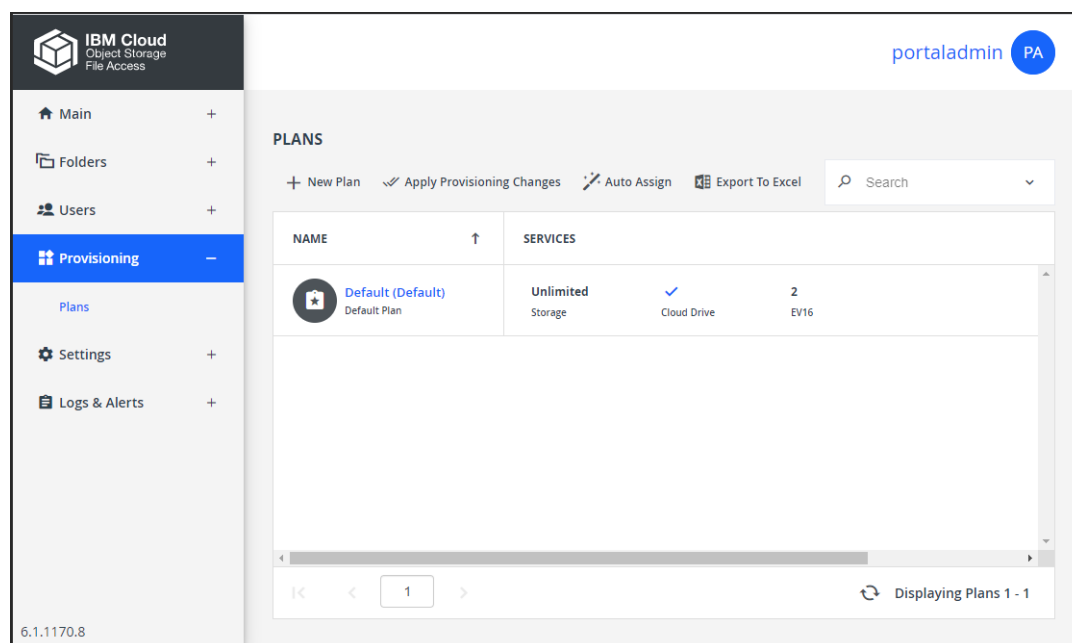 IBM Cloud
Object Storage
File Access
portaladmin PA
Main
Folders
Users
Provisioning
Plans
Settings
Logs & Alerts
6.1.1170.8
PLANS
New Plan Apply Provisioning Changes Auto Assign Export To Excel Search
NAME SERVICES
Default (Default) Unlimited 2
Default Plan Storage Cloud Drive EV16
1 Displaying Plans 1 - 1